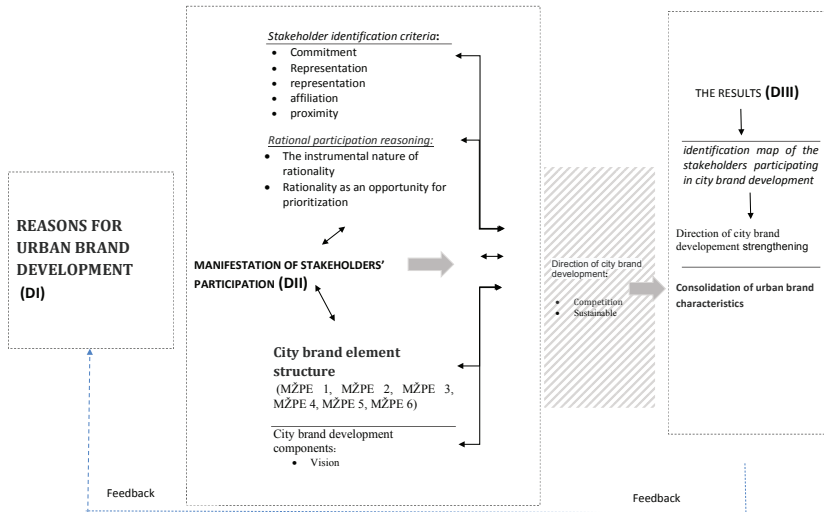 REASONS FOR
URBAN BRAND
DEVELOPMENT
(DI)
Stakeholder identification criteria:
• Commitment
• Representation
• representation
• affiliation
• proximity
Rational participation reasoning:
• The instrumental nature of
rationality
• Rationality as an opportunity for
prioritization
MANIFESTATION OF STAKEHOLDERS'
PARTICIPATION (DII)
City brand element
structure
(MŽPE 1, MŽPE 2, MŽPE 3,
MŽPE 4, MŽPE 5, MŽPE 6)
City brand development
components:
• Vision
Direction of city brand
development:
• Competition
• Sustainable
THE RESULTS (DIII)
identification map of the
stakeholders participating
in city brand development
Direction of city brand
developement strengthening
Consolidation of urban brand
characteristics
Feedback
Feedback